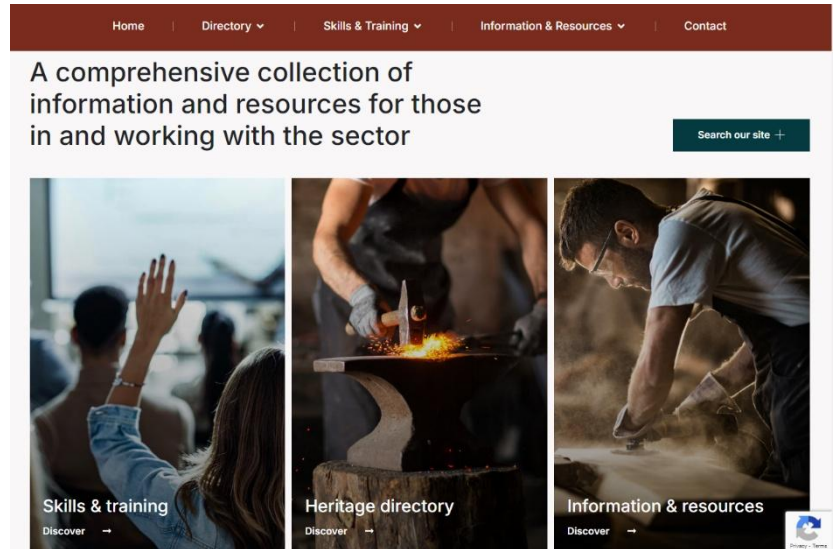 Home | Directory | Skills & Training | Information & Resources | Contact
A comprehensive collection of
information and resources for those
in and working with the sector
Search our site +
Skills & training
Discover →
Heritage directory
Discover →
Information & resources
Discover →
Privacy - Terms